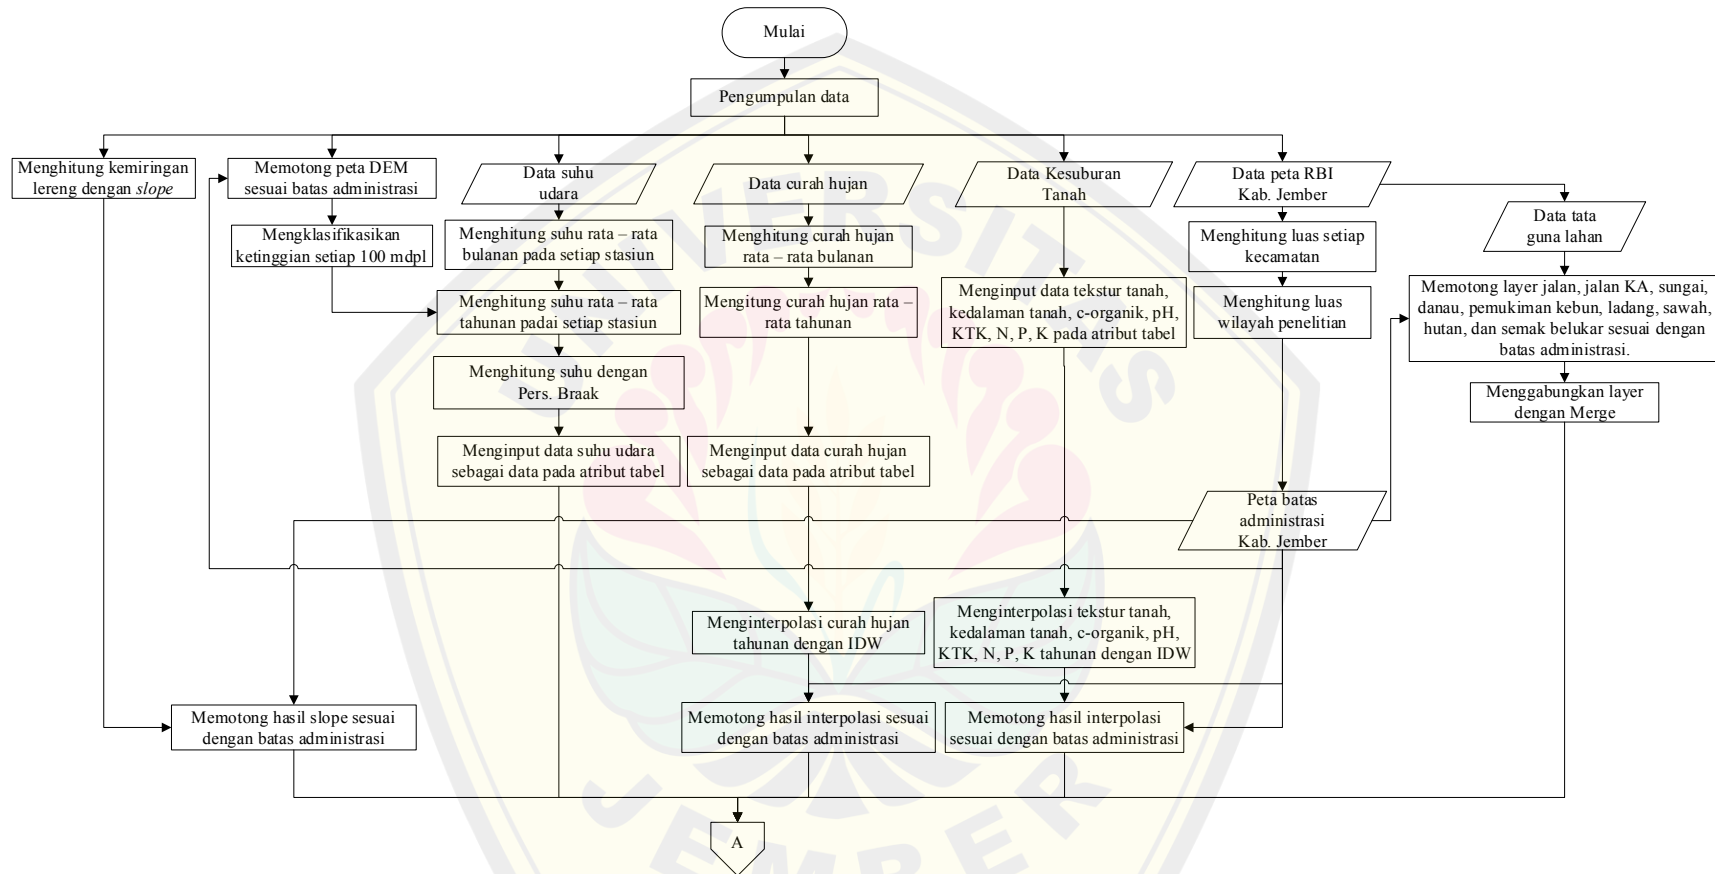 Mulai
Pengumpulan data
Menghitung kemiringan
lereng dengan slope
Memotong peta DEM
sesuai batas administrasi
Data suhu
udara
Data curah hujan
Data Kesuburan
Tanah
Data peta RBI
Kab. Jember
Data tata
guna lahan
Mengklasifikasikan
ketinggian setiap 100 mdpl
Menghitung suhu rata – rata
bulanan pada setiap stasiun
Menghitung curah hujan
rata – rata bulanan
Menghitung luas setiap
kecamatan
Menghitung suhu rata – rata
tahunan padai setiap stasiun
Mengitung curah hujan rata –
rata tahunan
Menginput data tekstur tanah,
kedalaman tanah, c-organik, pH,
KTK, N, P, K pada atribut tabel
Menghitung luas
wilayah penelitian
Memotong layer jalan, jalan KA, sungai,
danau, pemukiman kebun, ladang, sawah,
hutan, dan semak belukar sesuai dengan
batas administrasi.
Menghitung suhu dengan
Pers. Braak
Menggabungkan layer
dengan Merge
Menginput data suhu udara
sebagai data pada atribut tabel
Menginput data curah hujan
sebagai data pada atribut tabel
Peta batas
administrasi
Kab. Jember
Menginterpolasi curah hujan
tahunan dengan IDW
Menginterpolasi tekstur tanah,
kedalaman tanah, c-organik, pH,
KTK, N, P, K tahunan dengan IDW
Memotong hasil slope sesuai
dengan batas administrasi
Memotong hasil interpolasi sesuai
dengan batas administrasi
Memotong hasil interpolasi
sesuai dengan batas administrasi
A
UNIVERSITAS
JEMBER